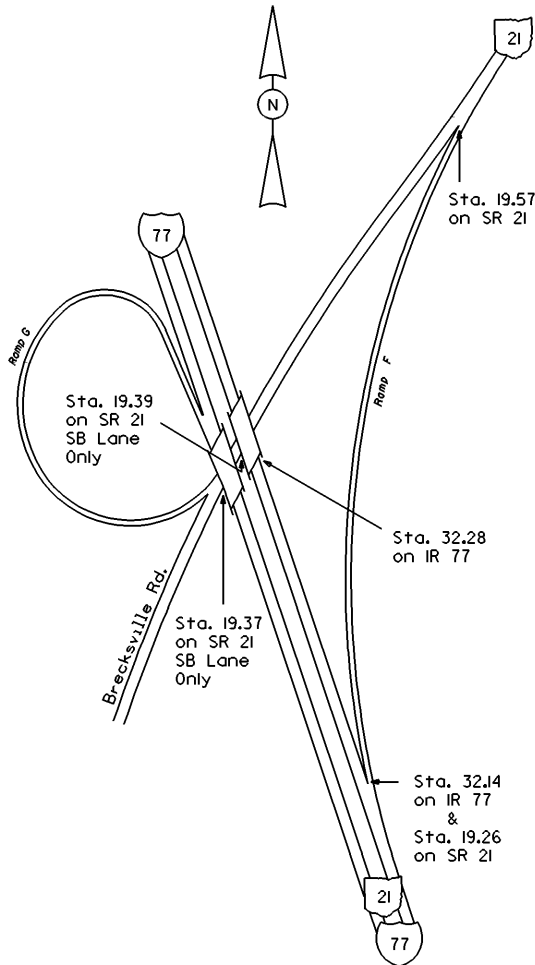 21
N
Sta. 19.57
on SR 21
77
Ramp G
Ramp F
Sta. 19.39
on SR 21
SB Lane
Only
Sta. 32.28
on IR 77
Brecksville Rd.
Sta. 19.37
on SR 21
SB Lane
Only
Sta. 32.14
on IR 77
&
Sta. 19.26
on SR 21
21
77